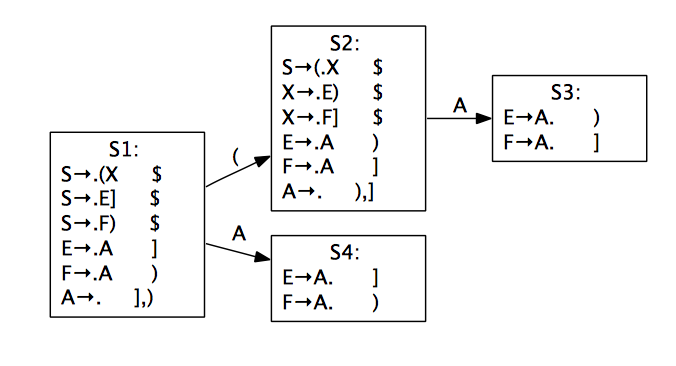 S1:
S→.(X $
S→.E] $
S→.F) $
E→.A ]
F→.A )
A→. ],)
(
A
S2:
S→(.X $
X→.E) $
X→.F] $
E→.A )
F→.A ]
A→. ),]
A
S3:
E→A. )
F→A. ]
S4:
E→A. ]
F→A. )